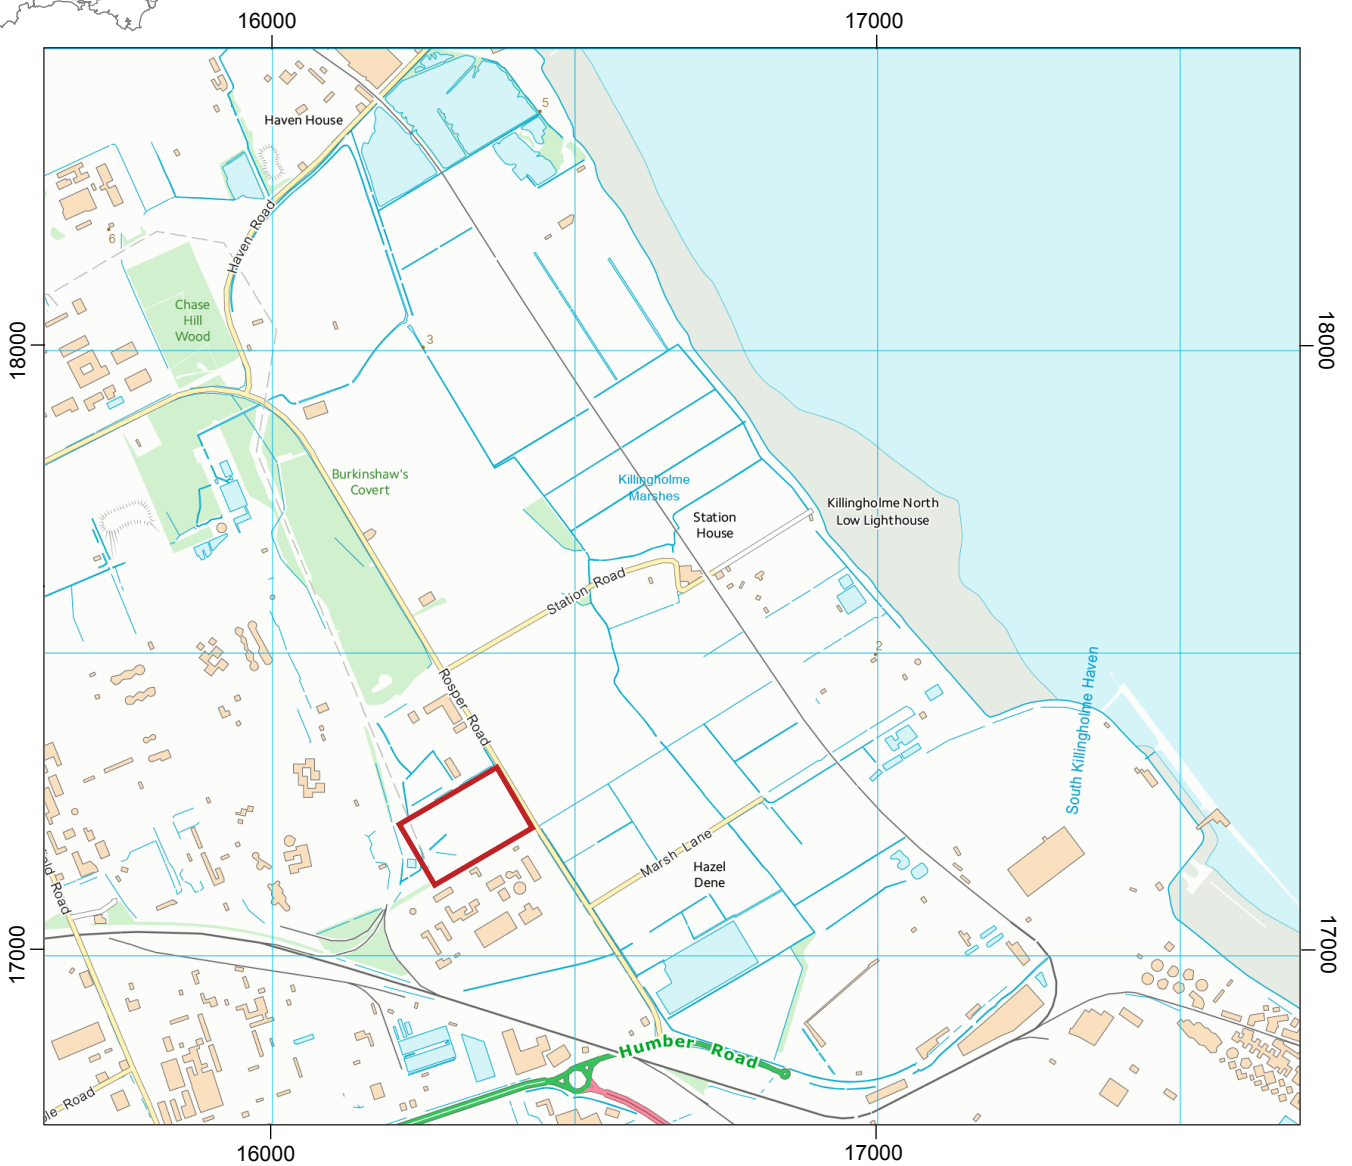 16000
17000
5
Haven House
Haven Road
6
Chase
Hill
Wood
18000
18000
3
Burkinshaw's
Covert
Killingholme
Marshes
Station
House
Killingholme North
Low Lighthouse
Station Road
2
Rosper Road
South Killingholme Haven
Marsh Lane
Hazel
Dene
Road
17000
17000
Humber Road
Road
16000
17000